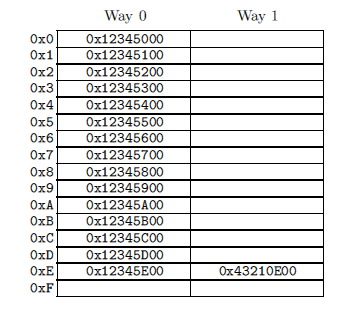 Way 0 Way 1
0x0 0x12345000
0x1 0x12345100
0x2 0x12345200
0x3 0x12345300
0x4 0x12345400
0x5 0x12345500
0x6 0x12345600
0x7 0x12345700
0x8 0x12345800
0x9 0x12345900
0xA 0x12345A00
0xB 0x12345B00
0xC 0x12345C00
0xD 0x12345D00
0xE 0x12345E00 0x43210E00
0xF